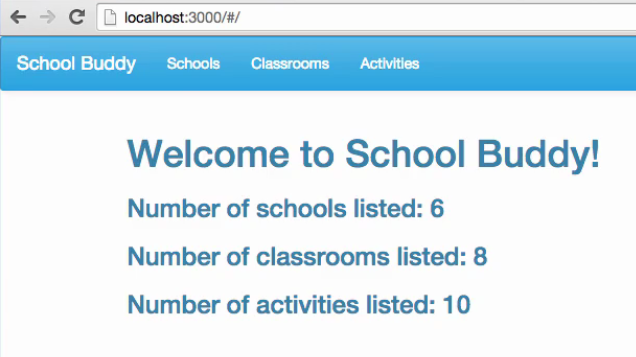 localhost:3000/#/
School Buddy Schools Classrooms Activities
Welcome to School Buddy!
Number of schools listed: 6
Number of classrooms listed: 8
Number of activities listed: 10